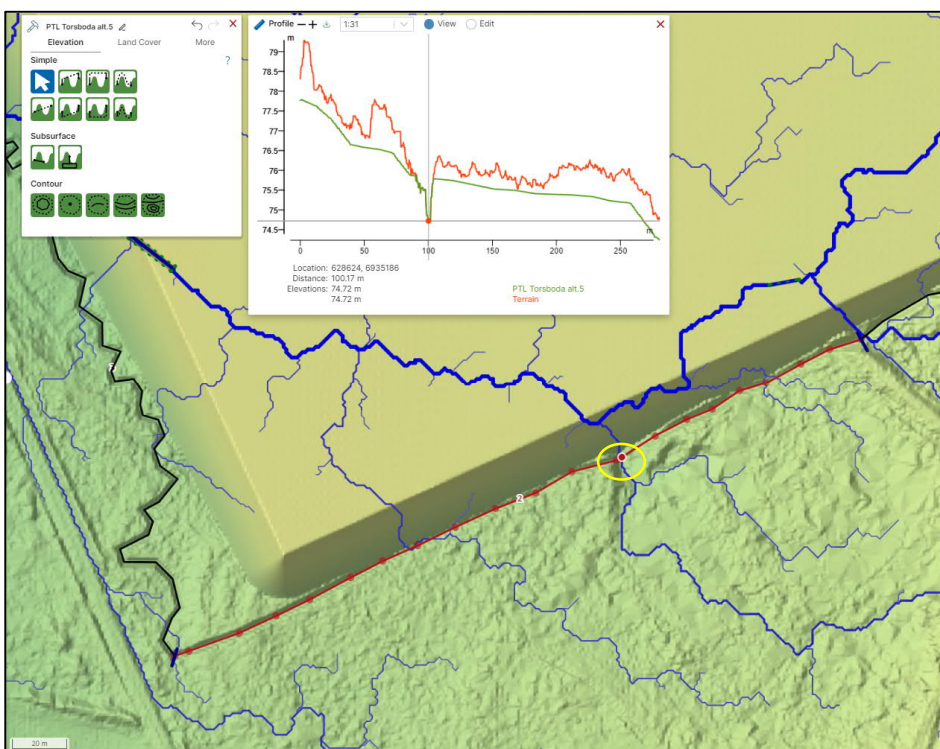 PTL Torsboda alt.5
Elevation Land Cover More
Simple
?
Subsurface
Contour
Profile
1:31
View
Edit
m
79
78.5
78
77.5
77
76.5
76
75.5
75
74.5
m
0 50 100 150 200 250
Location: 628624, 6935186
Distance: 100.17 m
Elevations: 74.72 m PTL Torsboda alt.5
74.72 m Terrain
2
20 m